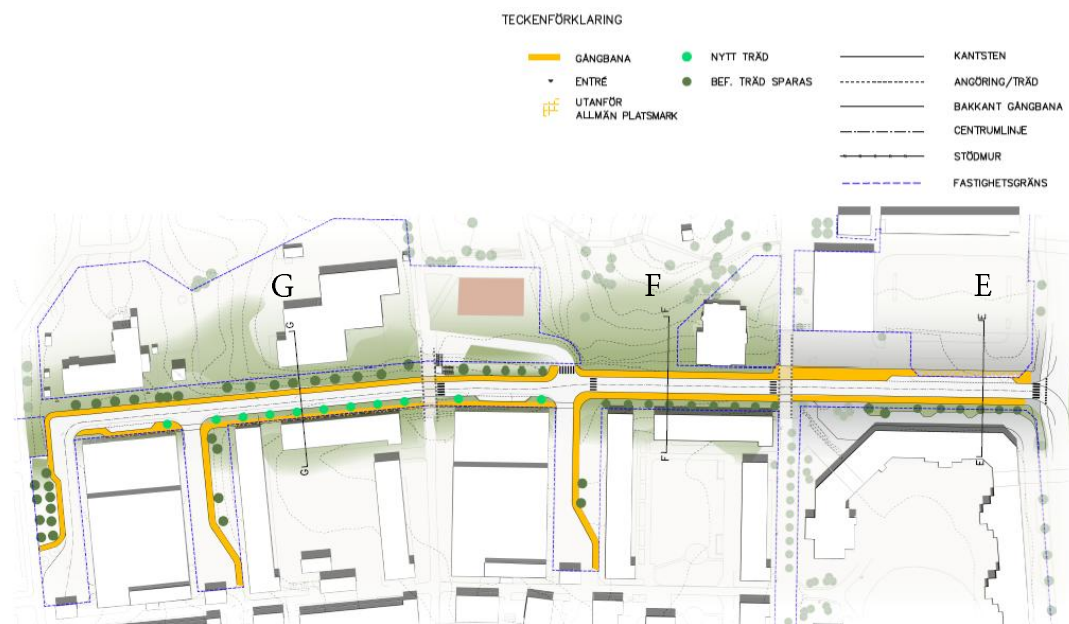 TECKENFÖRKLARING
GÅNGBANA
ENTRÉ
UTANFÖR
ALLMÄN PLATSMARK
NYTT TRÄD
BEF. TRÄD SPARAS
KANTSTEN
ANGÖRING/TRÄD
BAKKANT GÅNGBANA
CENTRUMLINJE
STÖDMUR
FASTIGHETSGRÄNS
G
F
E
G
F
E
G
F
E